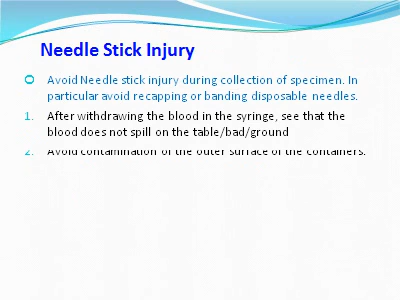 Needle Stick Injury
Avoid Needle stick injury during collection of specimen. In
particular avoid recapping or banding disposable needles.
1. After withdrawing the blood in the syringe, see that the
blood does not spill on the table/bad/ground
2. Avoid contamination of the outer surface of the containers.